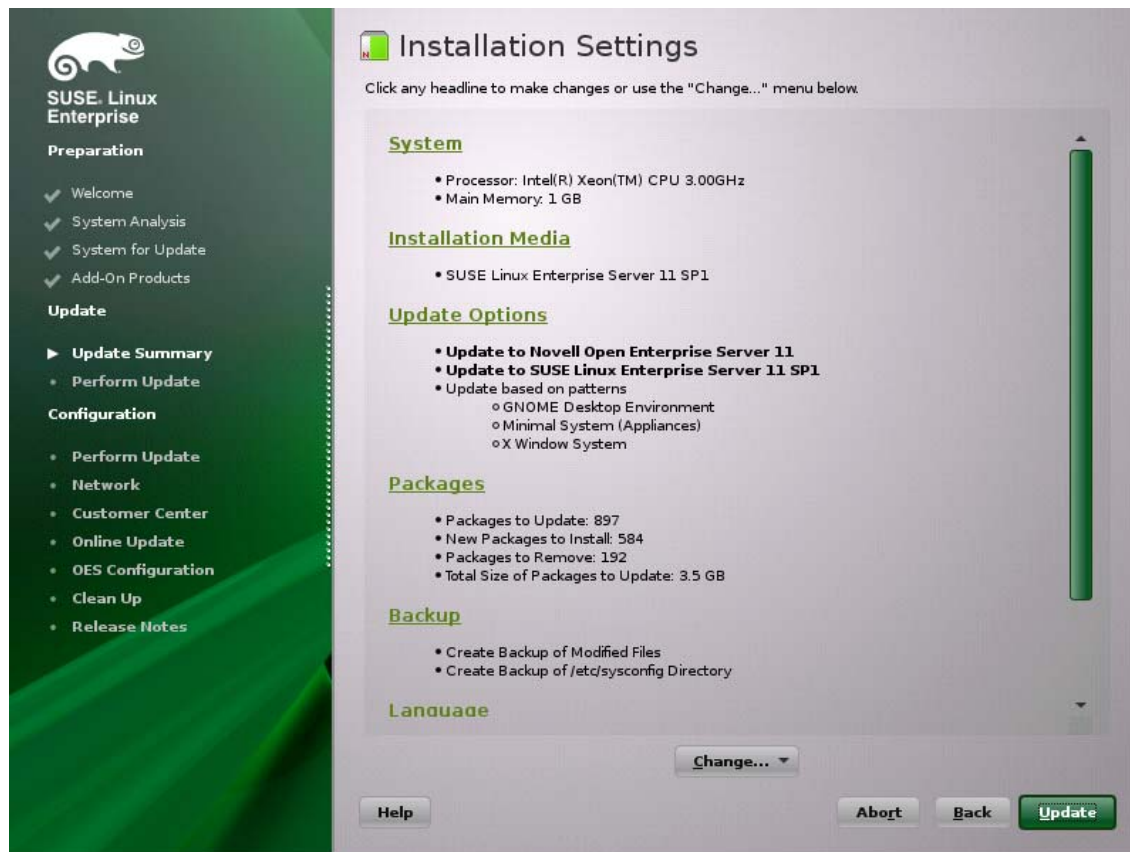 SUSE. Linux
Enterprise
Preparation
Welcome
System Analysis
System for Update
Add-On Products
Update
Update Summary
Perform Update
Configuration
Perform Update
Network
Customer Center
Online Update
OES Configuration
Clean Up
Release Notes
N
Installation Settings
Click any headline to make changes or use the "Change..." menu below.
System
• Processor: Intel(R) Xeon(TM) CPU 3.00GHz
• Main Memory: 1 GB
Installation Media
• SUSE Linux Enterprise Server 11 SP1
Update Options
• Update to Novell Open Enterprise Server 11
• Update to SUSE Linux Enterprise Server 11 SP1
• Update based on patterns
GNOME Desktop Environment
Minimal System (Appliances)
X Window System
Packages
• Packages to Update: 897
• New Packages to Install: 584
• Packages to Remove: 192
• Total Size of Packages to Update: 3.5 GB
Backup
• Create Backup of Modified Files
• Create Backup of /etc/sysconfig Directory
Language
Change...
Help
Abort
Back
Update